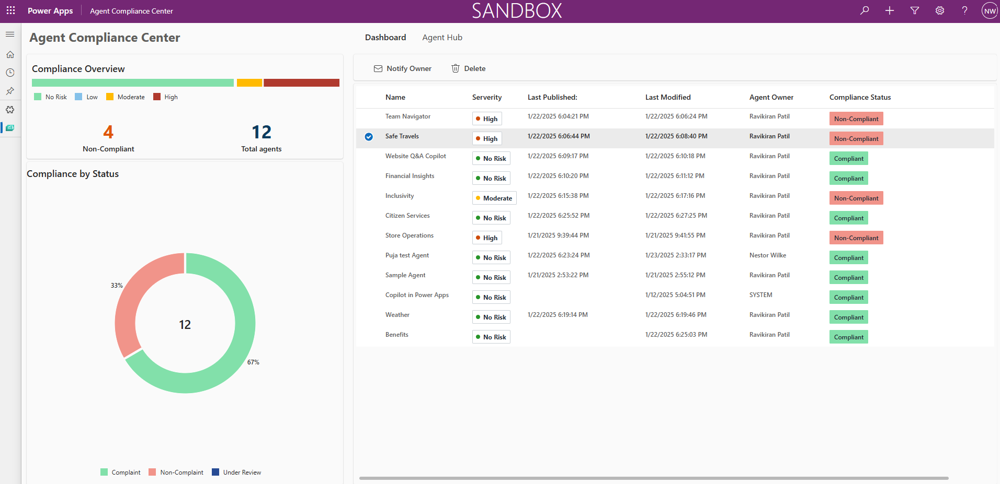 Power Apps Agent Compliance Center SANDBOX NW
Agent Compliance Center Dashboard Agent Hub
Compliance Overview
No Risk Low Moderate High
4 12
Non-Compliant Total agents
Compliance by Status
33%
12
67%
Complaint Non-Complaint Under Review
Notify Owner Delete
Name Serverity Last Published: Last Modified Agent Owner Compliance Status
Team Navigator High 1/22/2025 6:04:21 PM 1/22/2025 6:06:24 PM Ravikiran Patil Non-Compliant
Safe Travels High 1/22/2025 6:06:44 PM 1/22/2025 6:08:40 PM Ravikiran Patil Non-Compliant
Website Q&A Copilot No Risk 1/22/2025 6:09:17 PM 1/22/2025 6:10:18 PM Ravikiran Patil Compliant
Financial Insights No Risk 1/22/2025 6:10:20 PM 1/22/2025 6:11:12 PM Ravikiran Patil Compliant
Inclusivity Moderate 1/22/2025 6:15:38 PM 1/22/2025 6:17:16 PM Ravikiran Patil Non-Compliant
Citizen Services No Risk 1/22/2025 6:25:52 PM 1/22/2025 6:27:25 PM Ravikiran Patil Compliant
Store Operations High 1/21/2025 9:39:44 PM 1/21/2025 9:41:55 PM Ravikiran Patil Non-Compliant
Puja test Agent No Risk 1/22/2025 6:23:24 PM 1/23/2025 2:33:17 PM Nestor Wilke Compliant
Sample Agent No Risk 1/21/2025 2:53:22 PM 1/21/2025 2:55:12 PM Ravikiran Patil Compliant
Copilot in Power Apps No Risk 1/12/2025 5:04:51 PM SYSTEM Compliant
Weather No Risk 1/22/2025 6:19:14 PM 1/22/2025 6:19:46 PM Ravikiran Patil Compliant
Benefits No Risk 1/22/2025 6:25:03 PM Ravikiran Patil Compliant